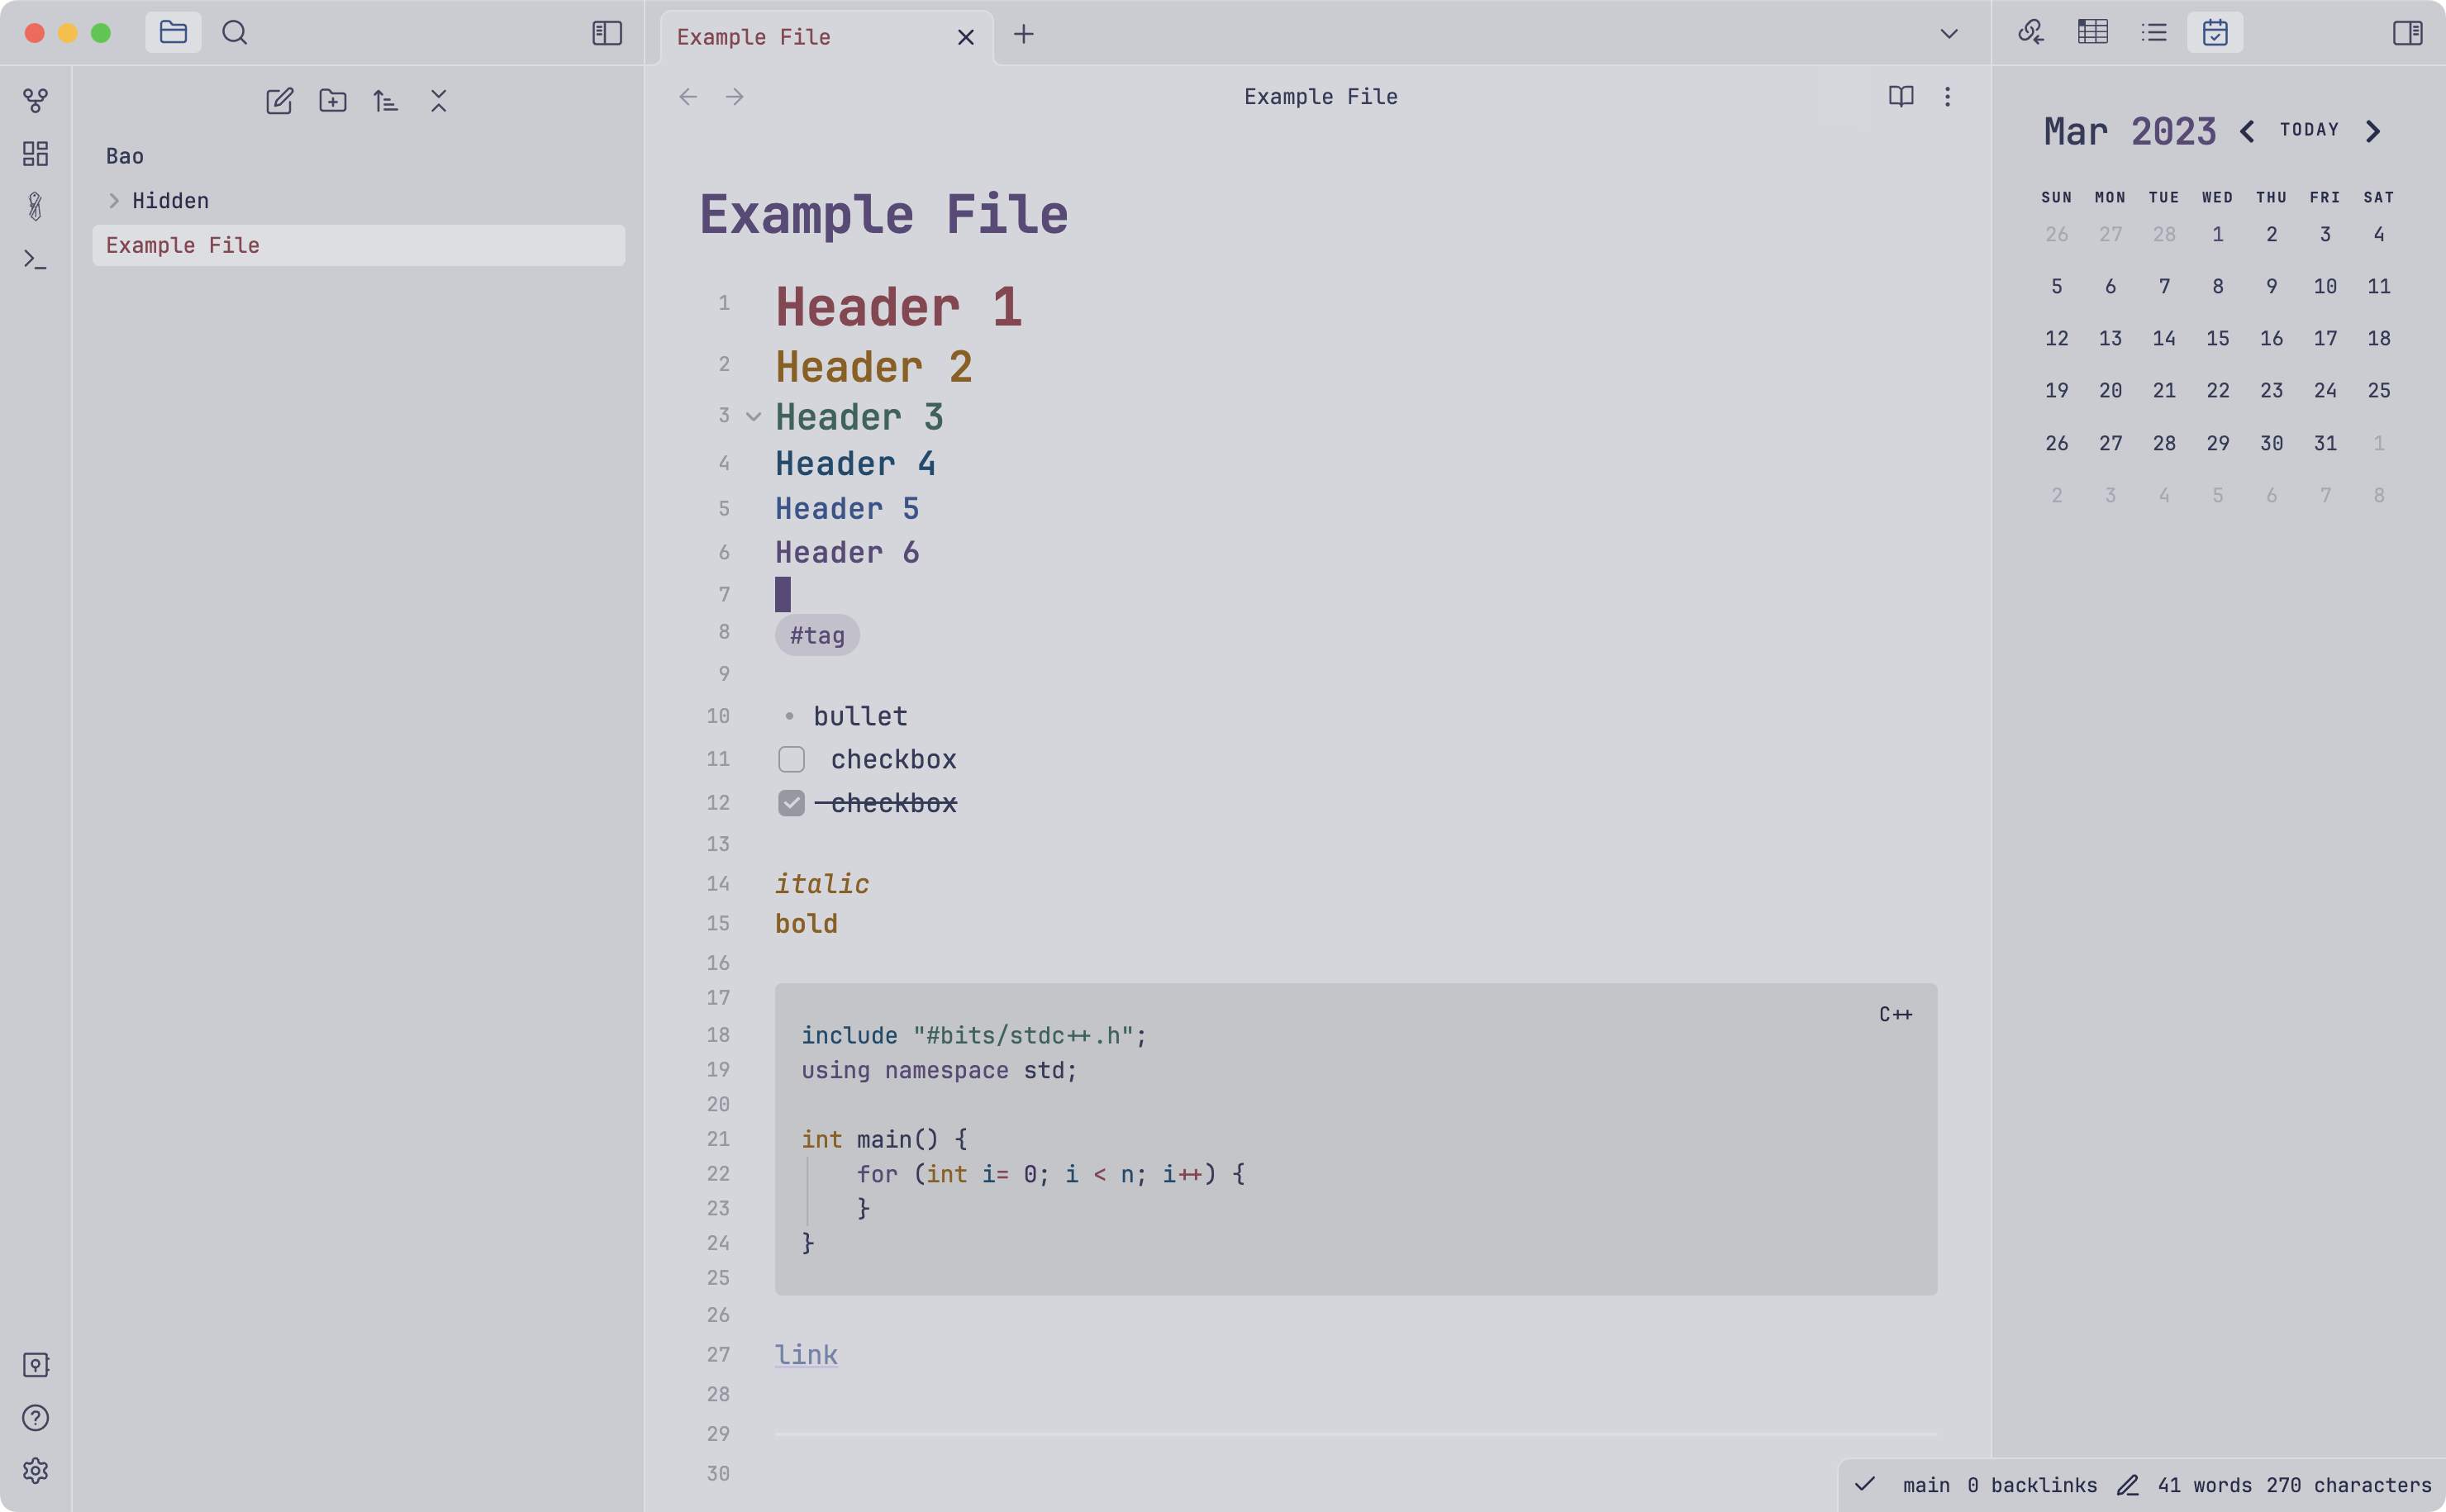 Example File
Example File
Bao
Hidden
Example File
Example File
1 Header 1
2 Header 2
3 Header 3
4 Header 4
5 Header 5
6 Header 6
7
8 #tag
9
10 bullet
11 checkbox
12 checkbox
13
14 italic
15 bold
16
17
C++
18 include "#bits/stdc++.h";
19 using namespace std;
20
21 int main() {
22 for (int i= 0; i < n; i++) {
23 }
24 }
25
26
27 link
28
29
30
Mar 2023 TODAY
SUN MON TUE WED THU FRI SAT
26 27 28 1 2 3 4
5 6 7 8 9 10 11
12 13 14 15 16 17 18
19 20 21 22 23 24 25
26 27 28 29 30 31 1
2 3 4 5 6 7 8
main 0 backlinks 41 words 270 characters